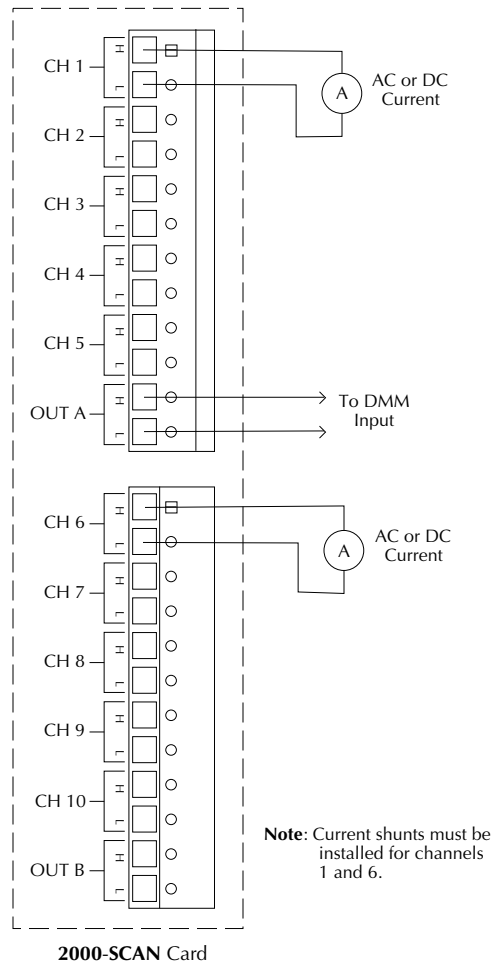 CH 1
H
L
A
AC or DC
Current
CH 2
H
L
CH 3
H
L
CH 4
H
L
CH 5
H
L
OUT A
H
L
To DMM
Input
CH 6
H
L
A
AC or DC
Current
CH 7
H
L
CH 8
H
L
CH 9
H
L
CH 10
H
L
OUT B
H
L
Note: Current shunts must be
installed for channels
1 and 6.
2000-SCAN Card